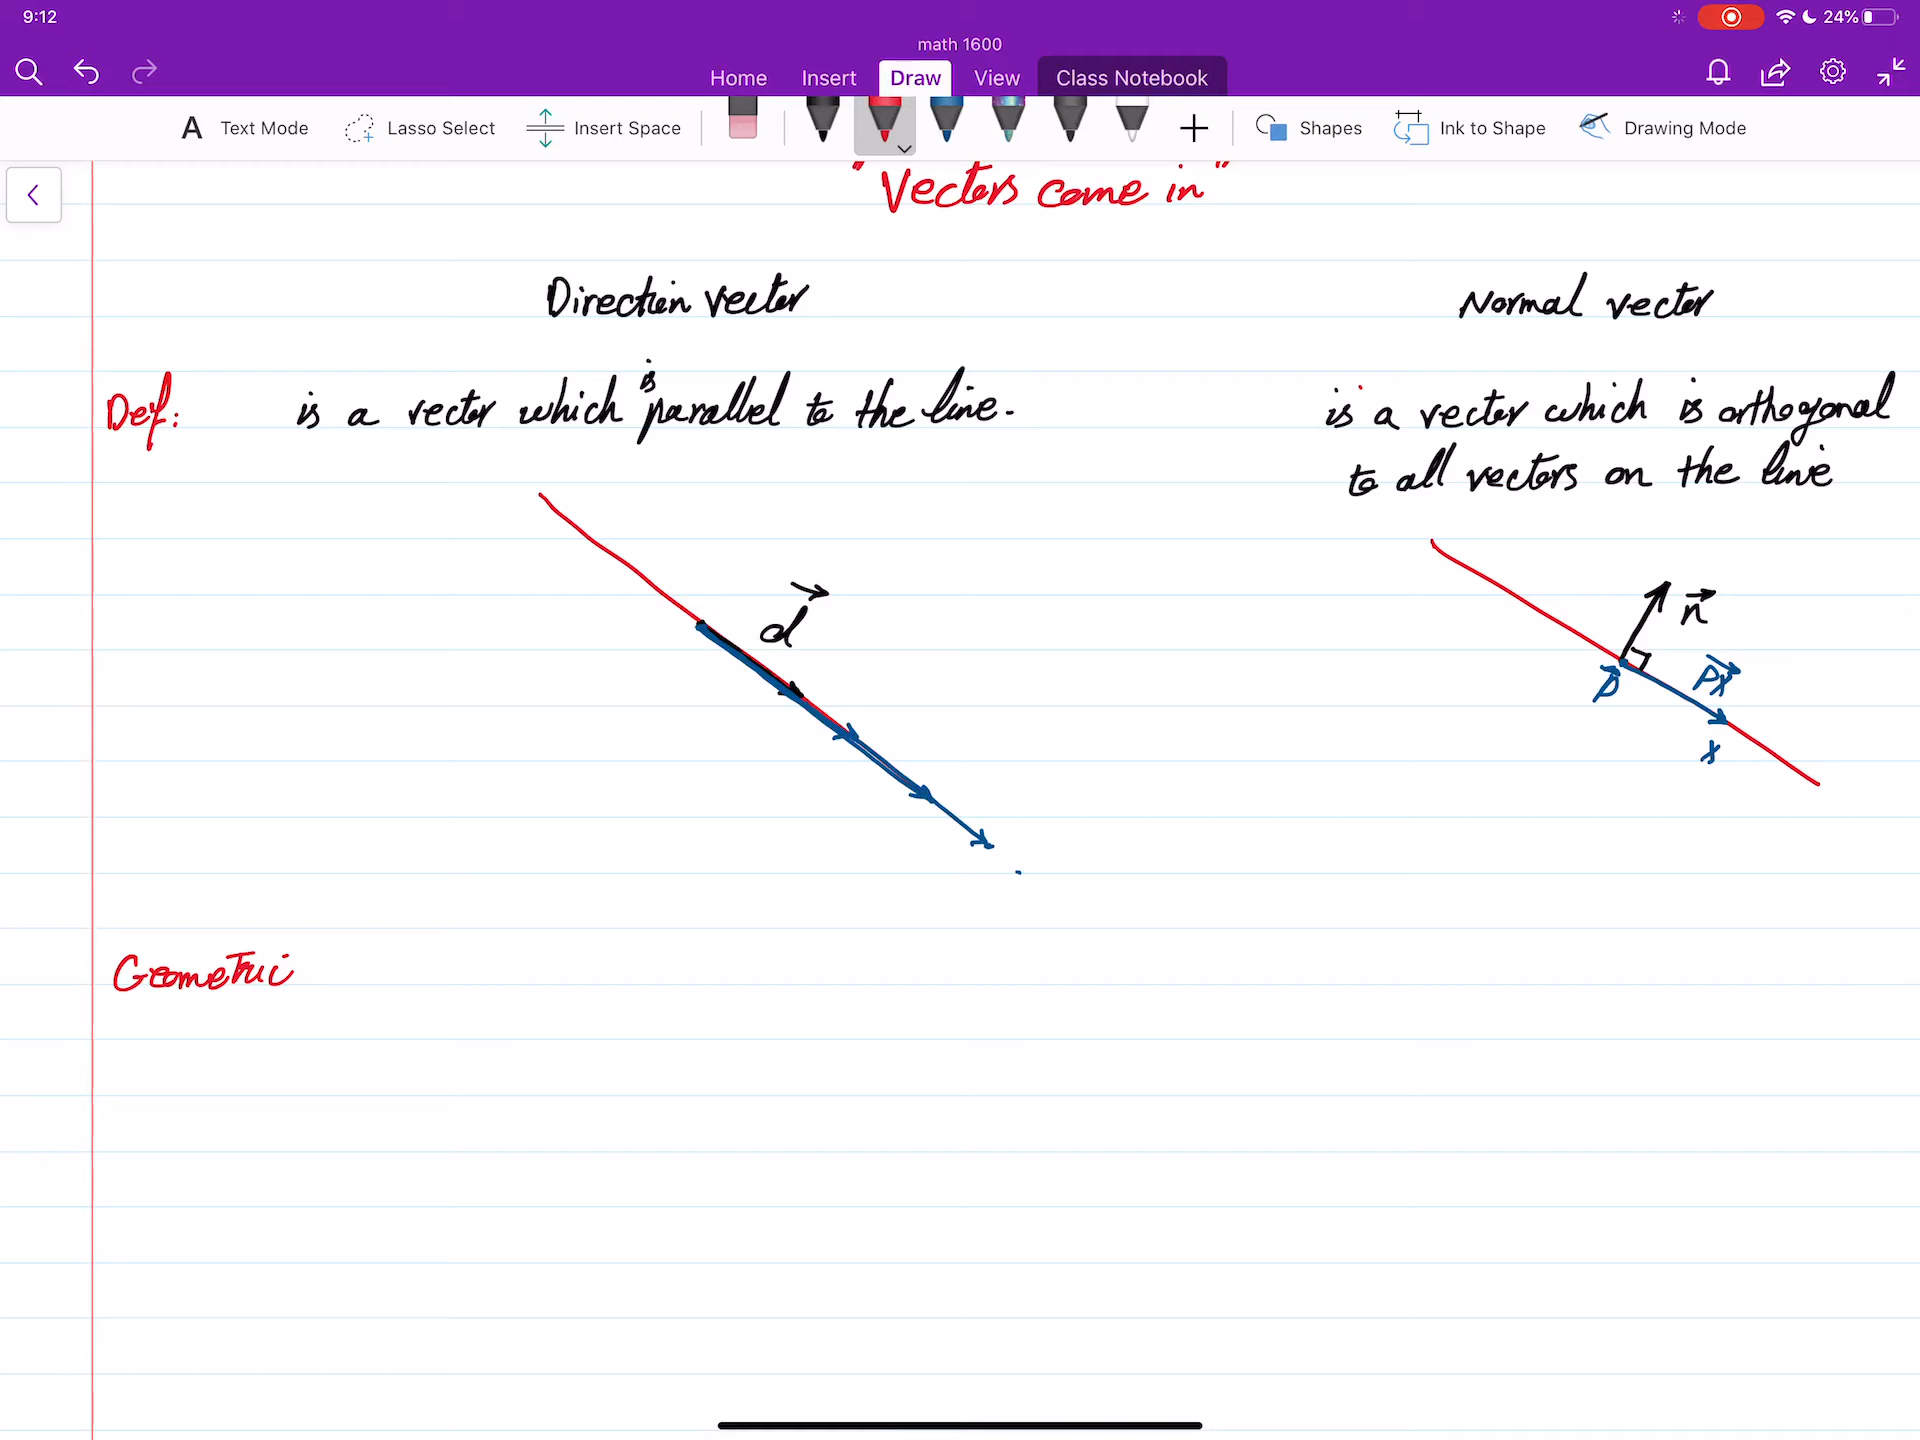 9:12
24%
math 1600
Home Insert Draw View Class Notebook
A Text Mode Lasso Select Insert Space Shapes Ink to Shape Drawing Mode
"Vectors come in"
Direction vector
Normal vector
Def: is a vector which is parallel to the line.
is a vector which is orthogonal
to all vectors on the line
d
n
P
PX
x
Geometric